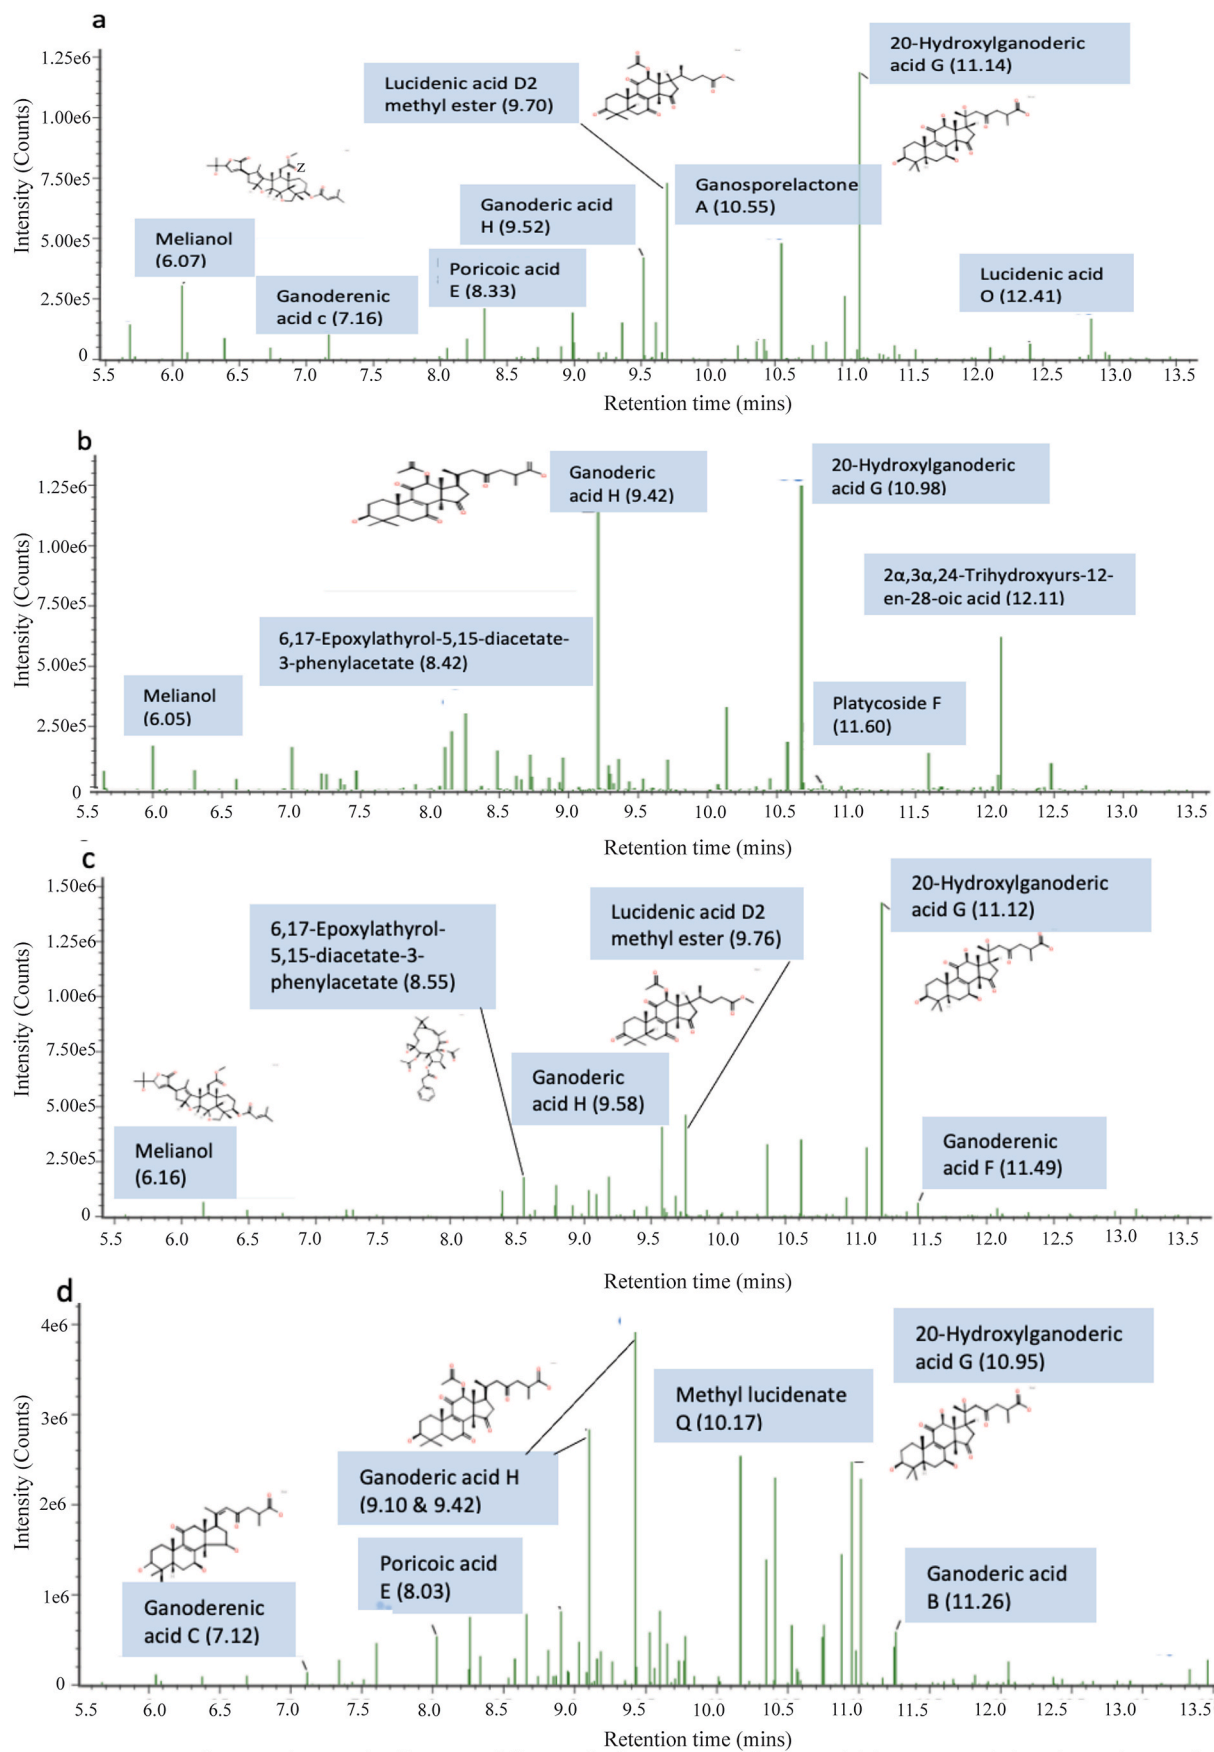 a
Intensity (Counts)
1.25e6
1.00e6
7.50e5
5.00e5
2.50e5
0
Lucidenic acid D2
methyl ester (9.70)
20-Hydroxylganoderic
acid G (11.14)
z
Ganosporelactone
A (10.55)
Ganoderic acid
H (9.52)
Melianol
(6.07)
Poricoic acid
E (8.33)
Lucidenic acid
O (12.41)
Ganoderenic
acid c (7.16)
5.5 6.0 6.5 7.0 7.5 8.0 8.5 9.0 9.5 10.0 10.5 11.0 11.5 12.0 12.5 13.0 13.5
Retention time (mins)
b
Intensity (Counts)
1.25e6
1.00e6
7.50e5
5.00e5
2.50e5
0
Ganoderic
acid H (9.42)
20-Hydroxylganoderic
acid G (10.98)
2α,3α,24-Trihydroxyurs-12-
en-28-oic acid (12.11)
6,17-Epoxylathyrol-5,15-diacetate-
3-phenylacetate (8.42)
Melianol
(6.05)
Platycoside F
(11.60)
5.5 6.0 6.5 7.0 7.5 8.0 8.5 9.0 9.5 10.0 10.5 11.0 11.5 12.0 12.5 13.0 13.5
Retention time (mins)
c
Intensity (Counts)
1.50e6
1.25e6
1.00e6
7.50e5
5.00e5
2.50e5
0
20-Hydroxylganoderic
acid G (11.12)
Lucidenic acid D2
methyl ester (9.76)
6,17-Epoxylathyrol-
5,15-diacetate-3-
phenylacetate (8.55)
Ganoderic
acid H (9.58)
Melianol
(6.16)
Ganoderenic
acid F (11.49)
5.5 6.0 6.5 7.0 7.5 8.0 8.5 9.0 9.5 10.0 10.5 11.0 11.5 12.0 12.5 13.0 13.5
Retention time (mins)
d
Intensity (Counts)
4e6
3e6
2e6
1e6
0
20-Hydroxylganoderic
acid G (10.95)
Methyl lucidenate
Q (10.17)
Ganoderic acid H
(9.10 & 9.42)
Poricoic acid
E (8.03)
Ganoderic acid
B (11.26)
Ganoderenic
acid C (7.12)
5.5 6.0 6.5 7.0 7.5 8.0 8.5 9.0 9.5 10.0 10.5 11.0 11.5 12.0 12.5 13.0 13.5
Retention time (mins)